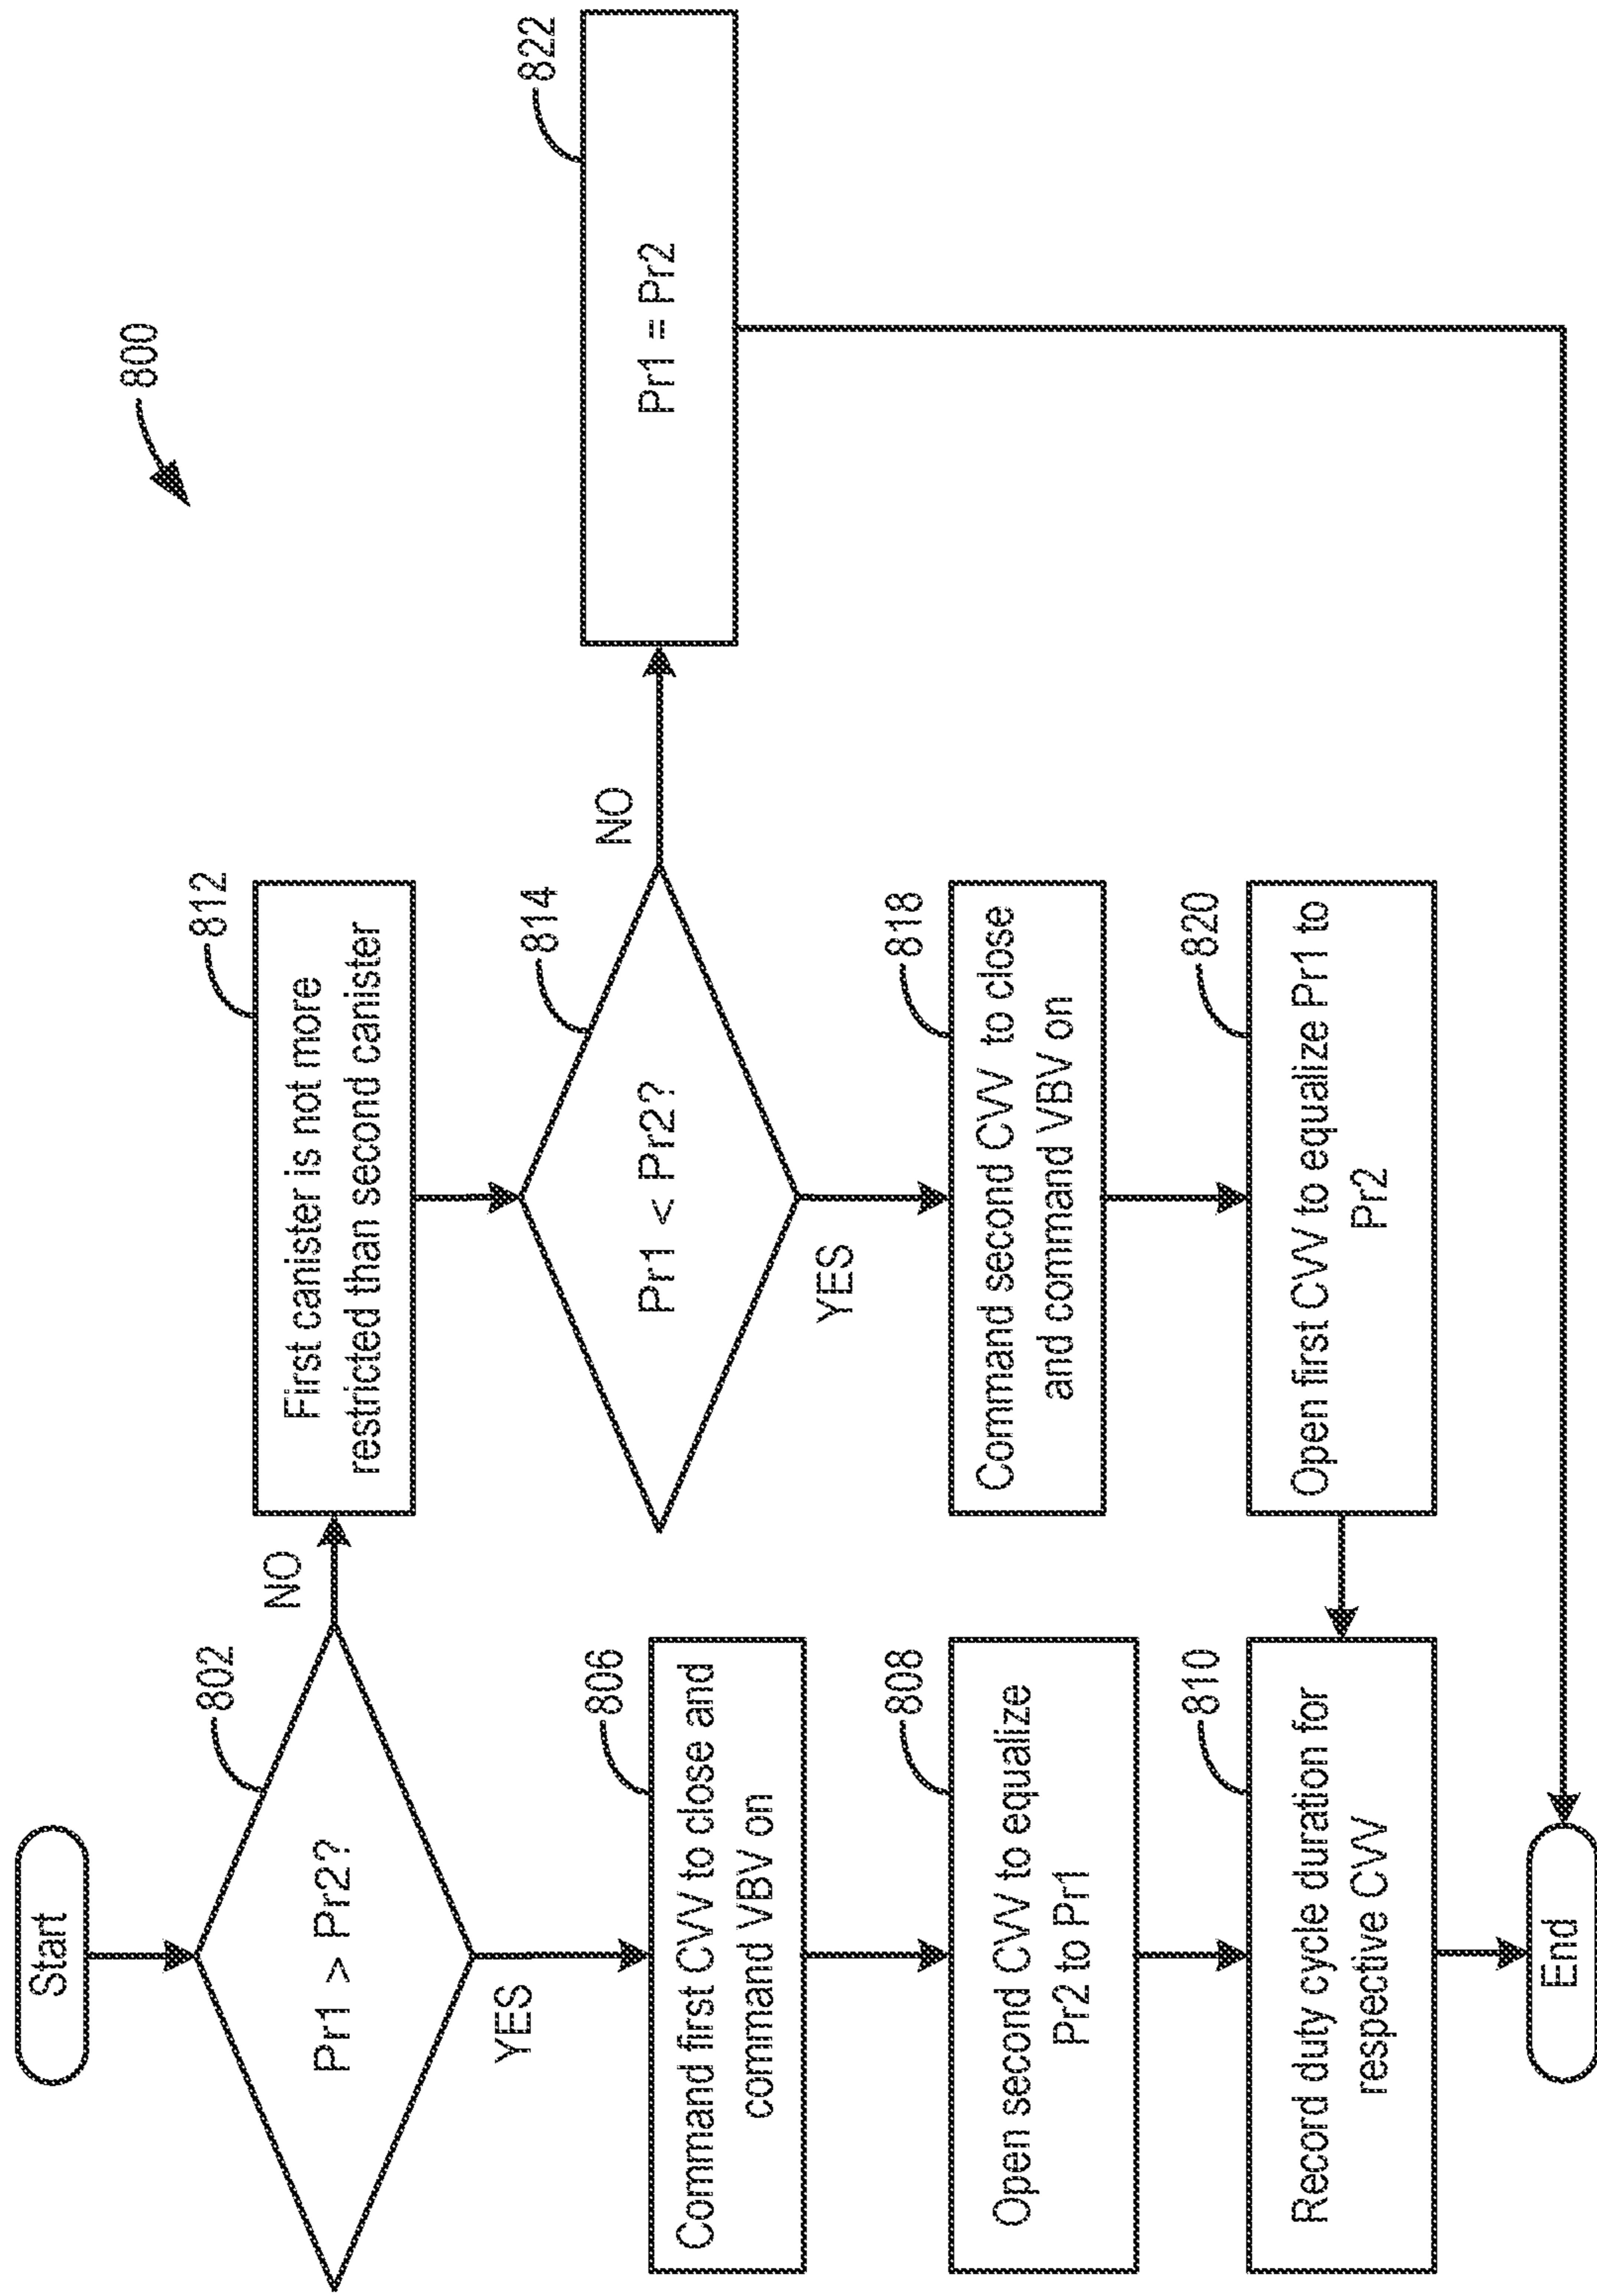 800
Start
802
Pr1 > Pr2?
NO
YES
806
Command first CVV to close and
command VBV on
808
Open second CVV to equalize
Pr2 to Pr1
810
Record duty cycle duration for
respective CVV
End
812
First canister is not more
restricted than second canister
814
Pr1 < Pr2?
NO
YES
818
Command second CVV to close
and command VBV on
820
Open first CVV to equalize Pr1 to
Pr2
822
Pr1 = Pr2